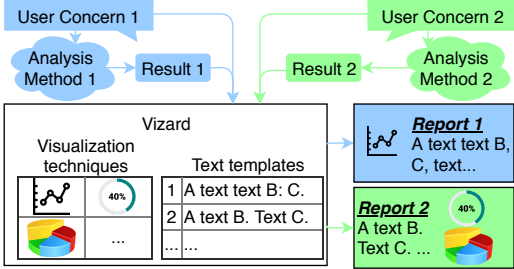 User Concern 1
User Concern 2
Analysis
Method 1
Result 1
Result 2
Analysis
Method 2
Vizard
Visualization
techniques
40%
...
Text templates
1 A text text B: C.
2 A text B. Text C.
... ...
Report 1
A text text B,
C, text...
Report 2
40%
A text B.
Text C. ...